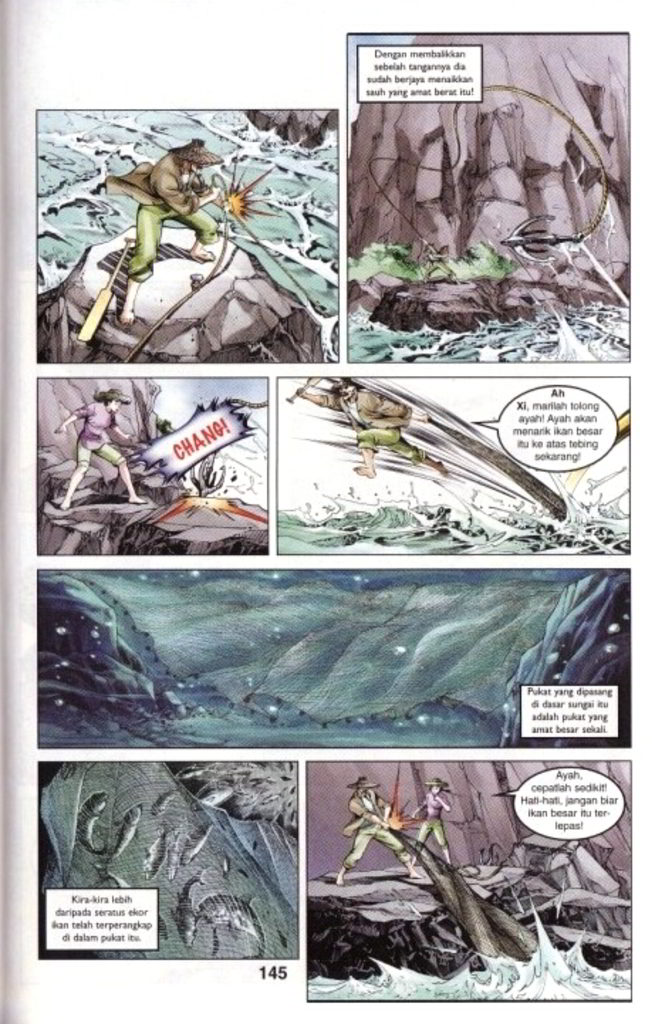 Dengan membalikkan
sebelah tangannya dia
sudah berjaya menaikkan
sauh yang amat berat itu!
CHANG!
Ah
Xi, marilah tolong
ayah! Ayah akan
menarik ikan besar
itu ke atas tebing
sekarang!
Pukat yang dipasang
di dasar sungai itu
adalah pukat yang
amat besar sekali.
Kira-kira lebih
daripada seratus ekor
ikan telah terperangkap
di dalam pukat itu.
Ayah,
cepatlah sedikit!
Hati-hati, jangan biar
ikan besar itu ter-
lepas!
145